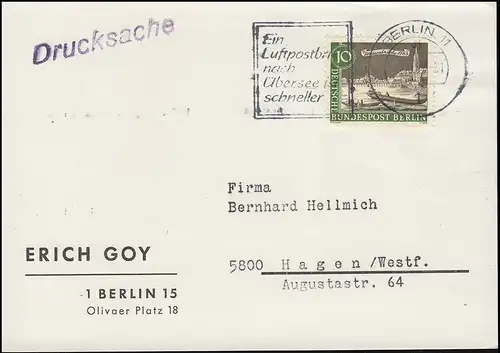 Drucksache
Ein
Luftpostbri
nach
Übersee i
schneller
BERLIN 11
10
DEUTSCHE
BUNDESPOST BERLIN
Firma
Bernhard Hellmich
5800 Hagen/Westf.
Augustastr. 64
ERICH GOY
1 BERLIN 15
Olivaer Platz 18